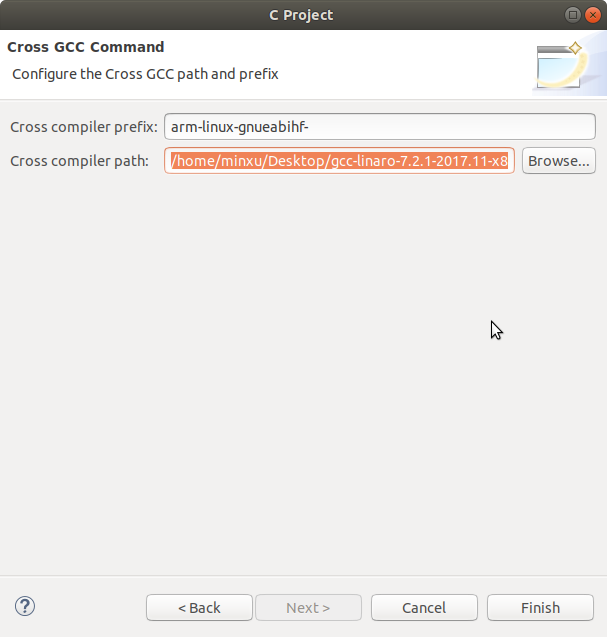 C Project
Cross GCC Command
Configure the Cross GCC path and prefix
Cross compiler prefix: arm-linux-gnueabihf-
Cross compiler path: /home/minxu/Desktop/gcc-linaro-7.2.1-2017.11-x8 Browse...
? < Back Next > Cancel Finish